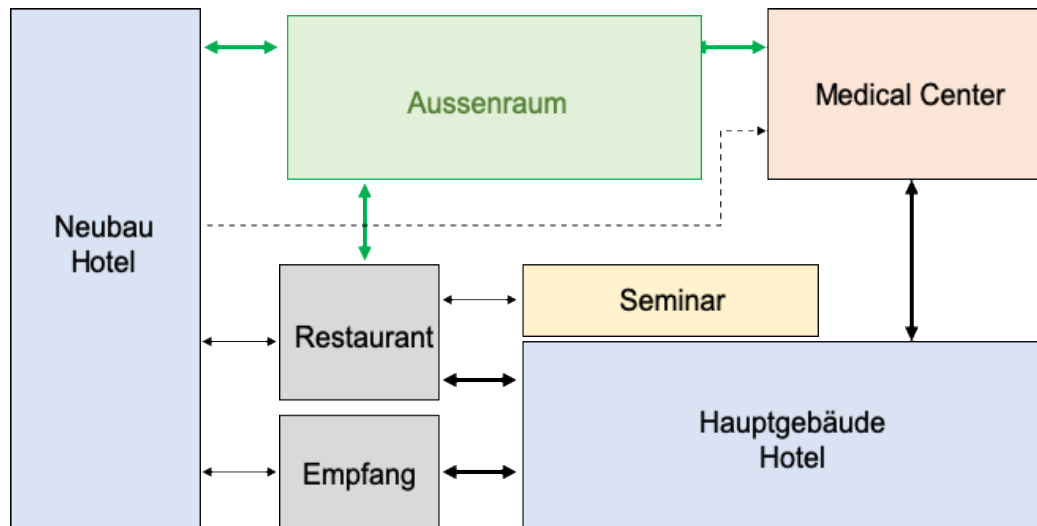 Aussenraum
Medical Center
Neubau
Hotel
Restaurant
Seminar
Hauptgebäude
Hotel
Empfang